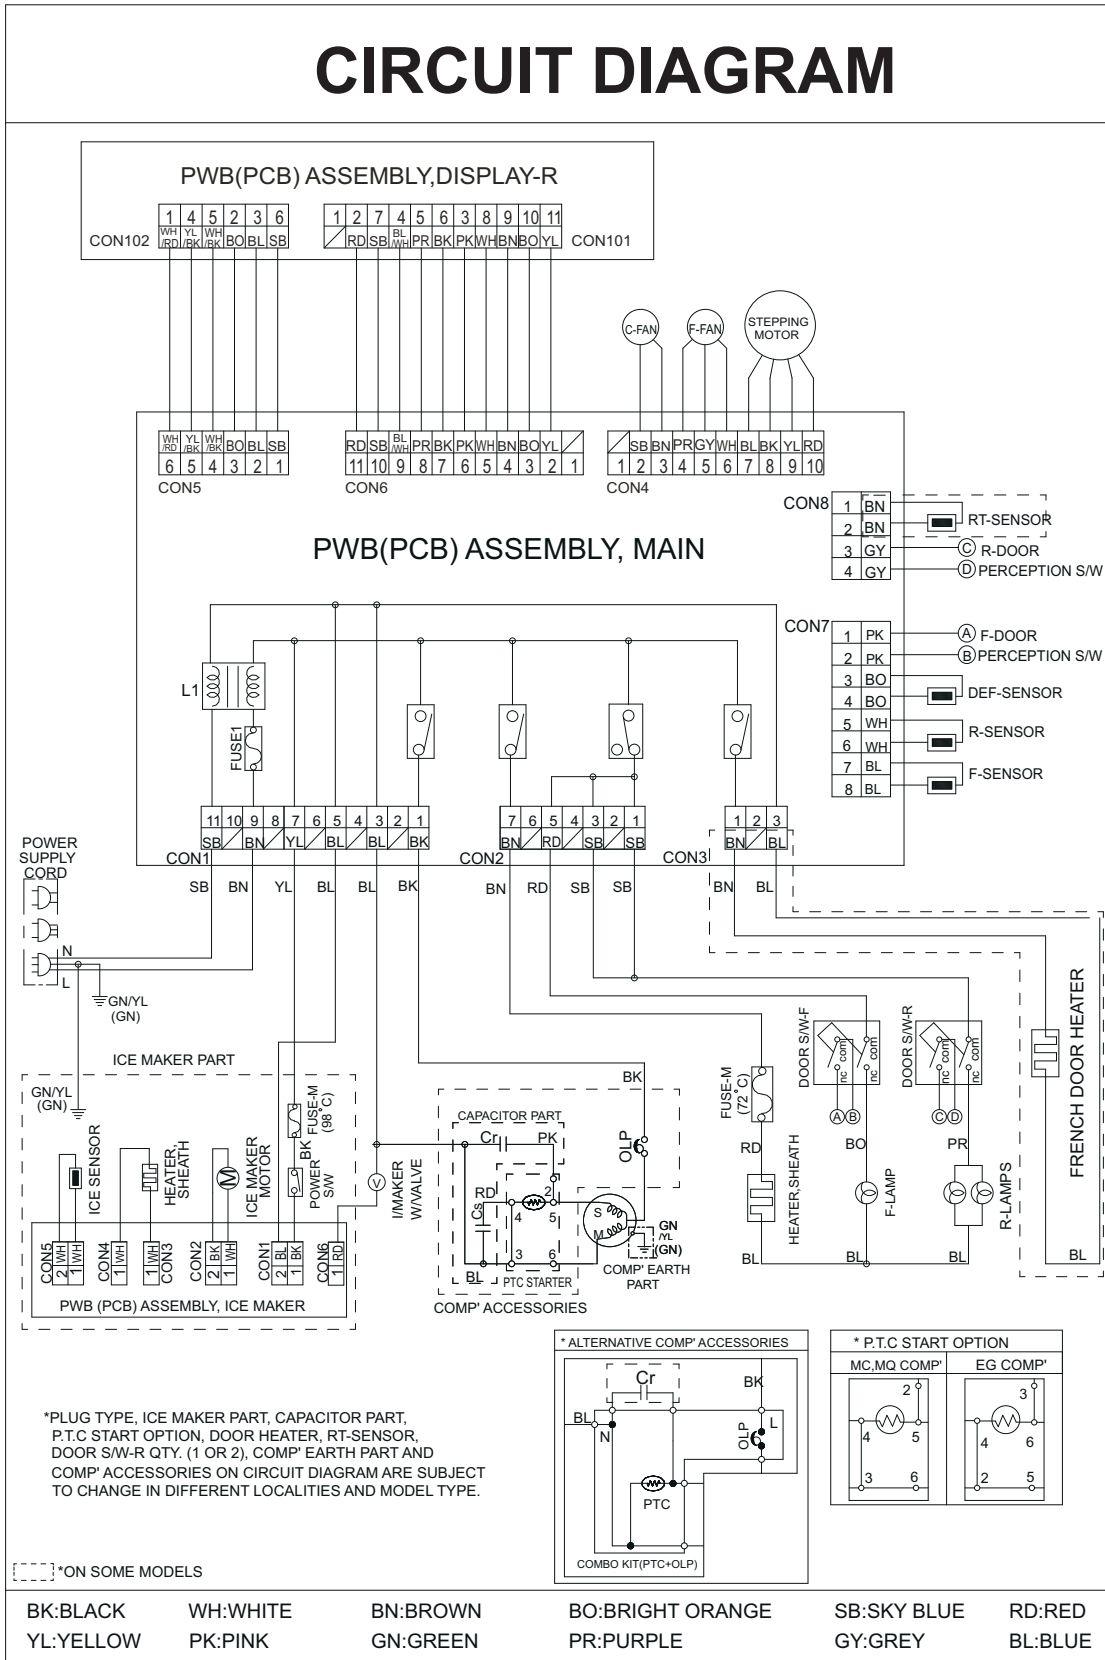 CIRCUIT DIAGRAM
PWB(PCB) ASSEMBLY,DISPLAY-R
1 4 5 2 3 6
WH/RD YL/BK WH/BK BO BL SB
CON102
1 2 7 4 5 6 3 8 9 10 11
RD SB BL/WH PR BK PK WH BN BO YL
CON101
C-FAN
F-FAN
STEPPING
MOTOR
WH/RD YL/BK WH/BK BO BL SB
6 5 4 3 2 1
CON5
RD SB BL/WH PR BK PK WH BN BO YL
11 10 9 8 7 6 5 4 3 2 1
CON6
SB BN PR GY WH BL BK YL RD
1 2 3 4 5 6 7 8 9 10
CON4
PWB(PCB) ASSEMBLY, MAIN
CON8
1 BN
2 BN
3 GY
4 GY
RT-SENSOR
C R-DOOR
D PERCEPTION S/W
CON7
1 PK
2 PK
3 BO
4 BO
5 WH
6 WH
7 BL
8 BL
A F-DOOR
B PERCEPTION S/W
DEF-SENSOR
R-SENSOR
F-SENSOR
L1
FUSE1
11 10 9 8 7 6 5 4 3 2 1
SB BN YL BL BL BK
CON1
7 6 5 4 3 2 1
BN RD SB SB
CON2
1 2 3
BN BL
CON3
POWER
SUPPLY
CORD
SB BN YL BL BL BK
BN RD SB SB
BN BL
N
L
GN/YL
(GN)
ICE MAKER PART
GN/YL
(GN)
FUSE-M
(98˚C)
BK
POWER
S/W
ICE SENSOR
HEATER,
SHEATH
M
ICE MAKER
MOTOR
CON5
2 WH
1 WH
CON4
1 WH
1 WH
CON3
CON2
2 BK
1 WH
CON1
2 BL
1 BK
CON6
1 RD
PWB (PCB) ASSEMBLY, ICE MAKER
V
I/MAKER
W/VALVE
BK
CAPACITOR PART
Cr
PK
OLP
RD
Cs
2
4 5
3 6
BL
PTC STARTER
S
M
GN
/YL
(GN)
COMP' EARTH
PART
COMP' ACCESSORIES
FUSE-M
(72˚C)
RD
HEATER,SHEATH
BL
DOOR S/W-F
nc com com
A B
BO
F-LAMP
BL
DOOR S/W-R
nc com com
C D
PR
R-LAMPS
BL
FRENCH DOOR HEATER
BL
* ALTERNATIVE COMP' ACCESSORIES
Cr
BK
BL
N
L
OLP
PTC
COMBO KIT(PTC+OLP)
* P.T.C START OPTION
MC,MQ COMP'
2
4 5
3 6
EG COMP'
3
4 6
2 5
*PLUG TYPE, ICE MAKER PART, CAPACITOR PART,
P.T.C START OPTION, DOOR HEATER, RT-SENSOR,
DOOR S/W-R QTY. (1 OR 2), COMP' EARTH PART AND
COMP' ACCESSORIES ON CIRCUIT DIAGRAM ARE SUBJECT
TO CHANGE IN DIFFERENT LOCALITIES AND MODEL TYPE.
*ON SOME MODELS
BK:BLACK WH:WHITE BN:BROWN BO:BRIGHT ORANGE SB:SKY BLUE RD:RED
YL:YELLOW PK:PINK GN:GREEN PR:PURPLE GY:GREY BL:BLUE